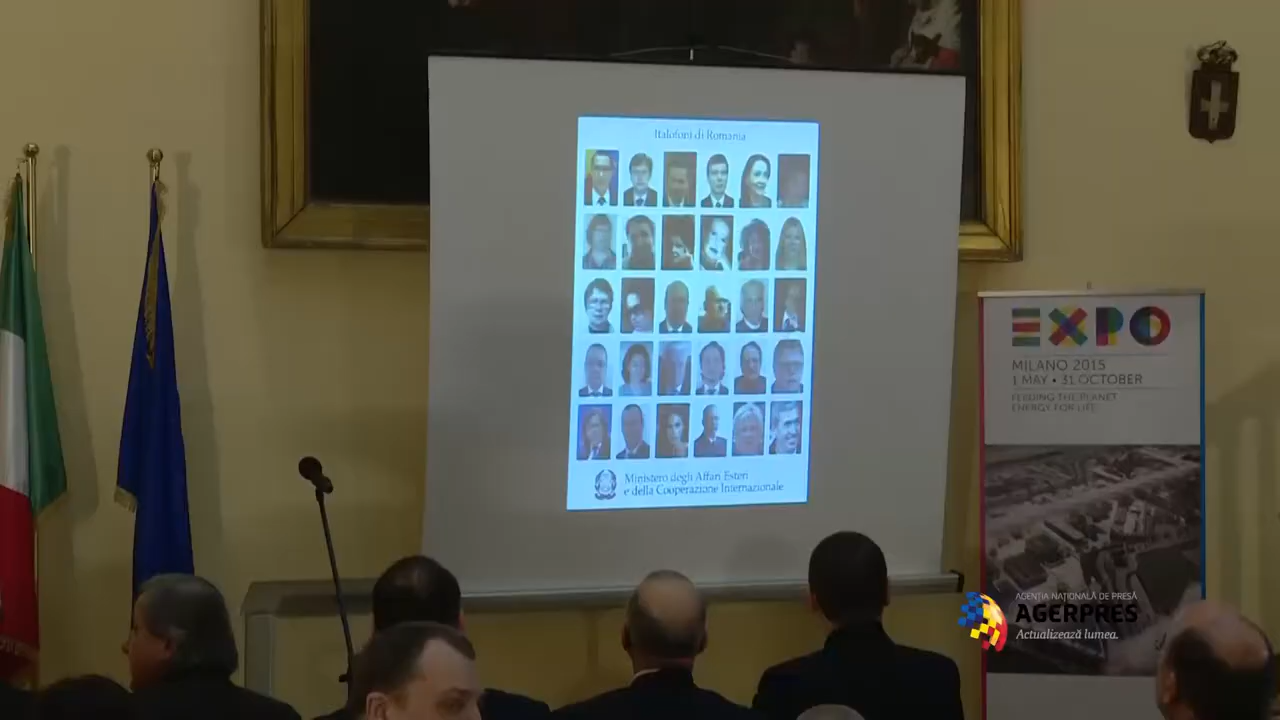 Italofoni di Romania
Ministero degli Affari Esteri
e della Cooperazione Internazionale
EXPO
MILANO 2015
1 MAY • 31 OCTOBER
FEEDING THE PLANET
ENERGY FOR LIFE
AGENȚIA NAȚIONALĂ DE PRESĂ
AGERPRES
Actualizează lumea.